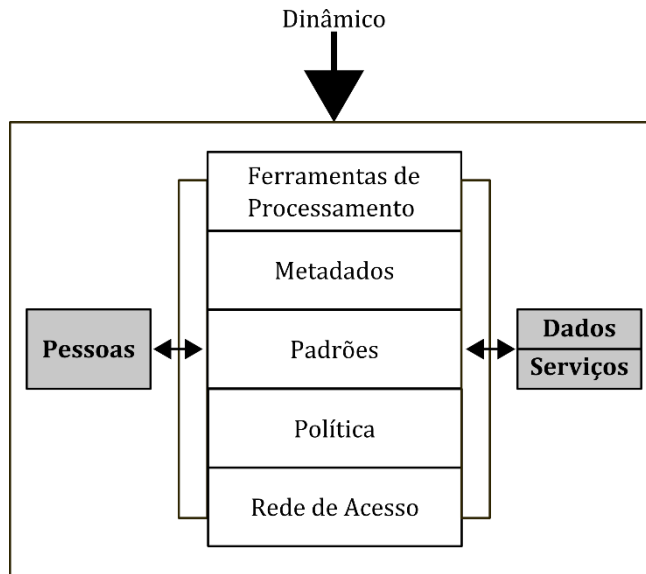 Dinâmico
Ferramentas de
Processamento
Metadados
Pessoas
Padrões
Dados
Serviços
Política
Rede de Acesso